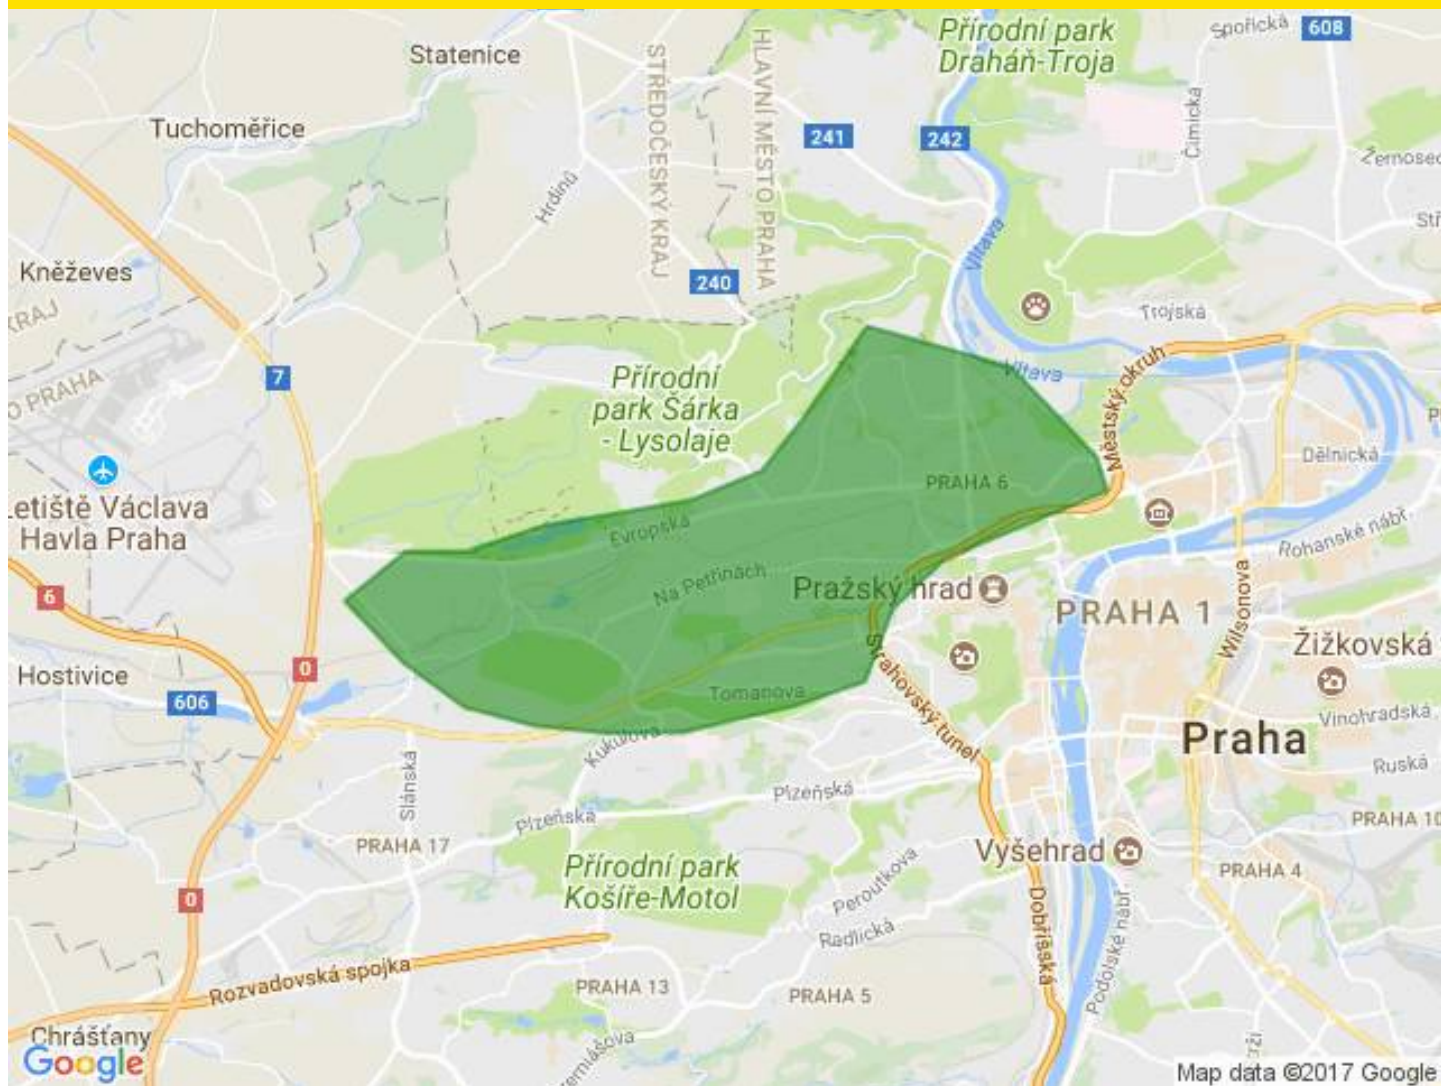 Přírodní park
Draháň-Troja
Spořická
608
Statenice
STŘEDOČESKÝ KRAJ
HLAVNÍ MĚSTO PRAHA
Tuchoměřice
241
242
Čimická
Hrdinů
Vltava
Kněževes
240
KRAJ
Trojská
O PRAHA
7
Přírodní
park Šárka
- Lysolaje
Vltava
Městský okruh
Dělnická
PRAHA 6
Letiště Václava
Havla Praha
Evropská
Rohanské nábř.
Na Petřinách
Pražský hrad
6
PRAHA 1
Wilsonova
Žižkovská
Hostivice
0
606
Strahovský tunel
Tomanova
Vinohradská
Kukulova
Praha
Ruská
Slánská
Plzeňská
Plzeňská
PRAHA 10
PRAHA 17
Vyšehrad
PRAHA 4
Přírodní park
Košíře-Motol
Peroutkova
0
Dobříšská
Podolské nábř.
Radlická
Rozvadovská spojka
PRAHA 13
PRAHA 5
Chrášťany
Google
Map data ©2017 Google